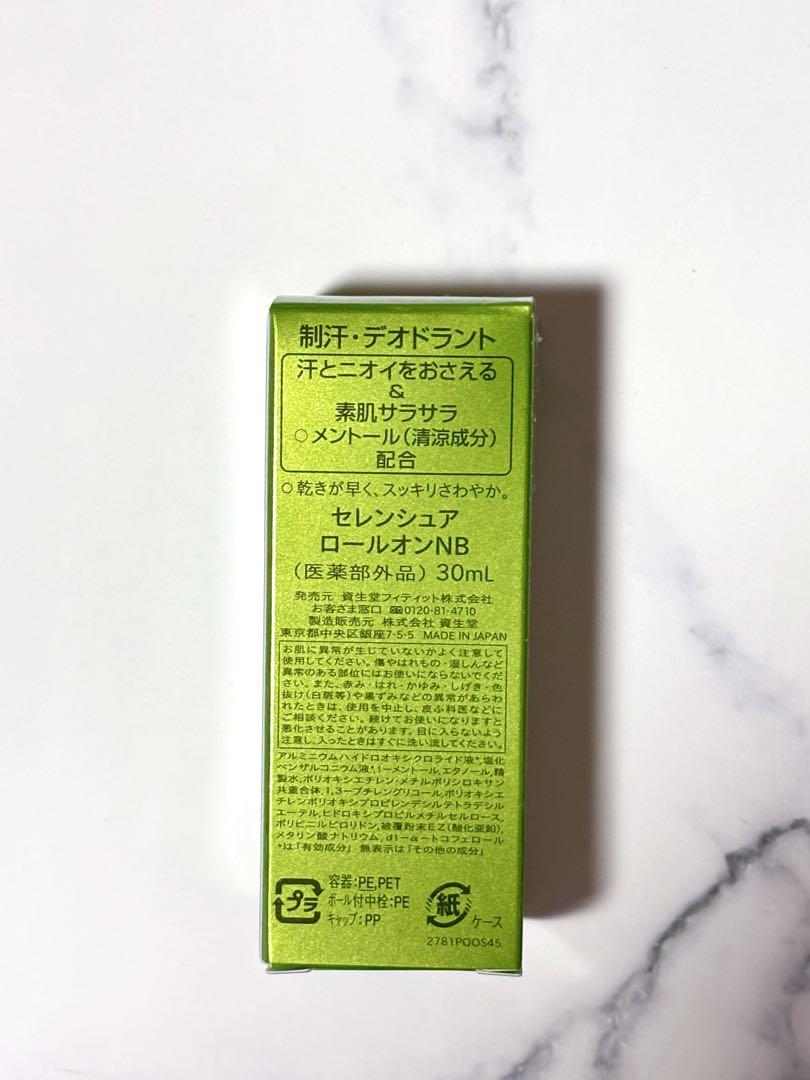 制汗・デオドラント
汗とニオイをおさえる
&
素肌サラサラ
○メントール(清涼成分)
配合
○乾きが早く、スッキリさわやか。
セレンシュア
ロールオンNB
(医薬部外品) 30mL
発売元 資生堂フィティット株式会社
お客さま窓口 0120-81-4710
製造販売元 株式会社 資生堂
東京都中央区銀座7-5-5 MADE IN JAPAN
お肌に異常が生じていないかよく注意して
使用してください。傷やはれもの・湿しんなど
異常のある部位にはお使いにならないでくだ
さい。また、赤み・はれ・かゆみ・しげき・色
抜け(白斑等)や黒ずみなどの異常があらわ
れたときは、使用を中止し、皮ふ科医などに
ご相談ください。続けてお使いになりますと
悪化させることがあります。目に入らないよう
注意し、入ったときはすぐに洗い流してください。
アルミニウムハイドロオキシクロライド液*,塩化
ベンザルコニウム液*,l-メントール,エタノール,精
製水,ポリオキシエチレン・メチルポリシロキサン
共重合体,1,3-ブチレングリコール,ポリオキシエ
チレンポリオキシプロピレンデシルテトラデシル
エーテル,ヒドロキシプロピルメチルセルロース,
ポリビニルピロリドン,被覆粉末EZ(酸化亜鉛),
メタリン酸ナトリウム,dl-α-トコフェロール
*は「有効成分」 無表示は「その他の成分」
プラ
容器:PE,PET
ボール付中栓:PE
キャップ:PP
紙
ケース
2781POOS45